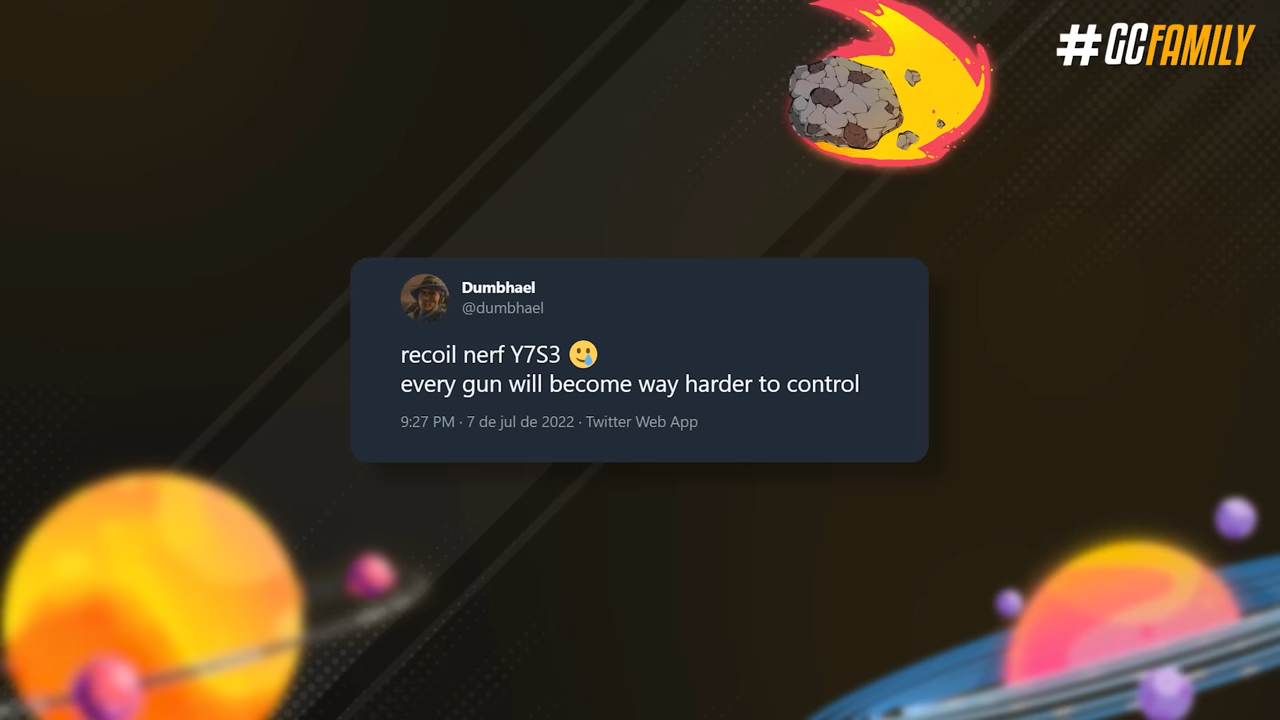 #GCFAMILY
Dumbhael
@dumbhael
recoil nerf Y7S3 🥲
every gun will become way harder to control
9:27 PM · 7 de jul de 2022 · Twitter Web App